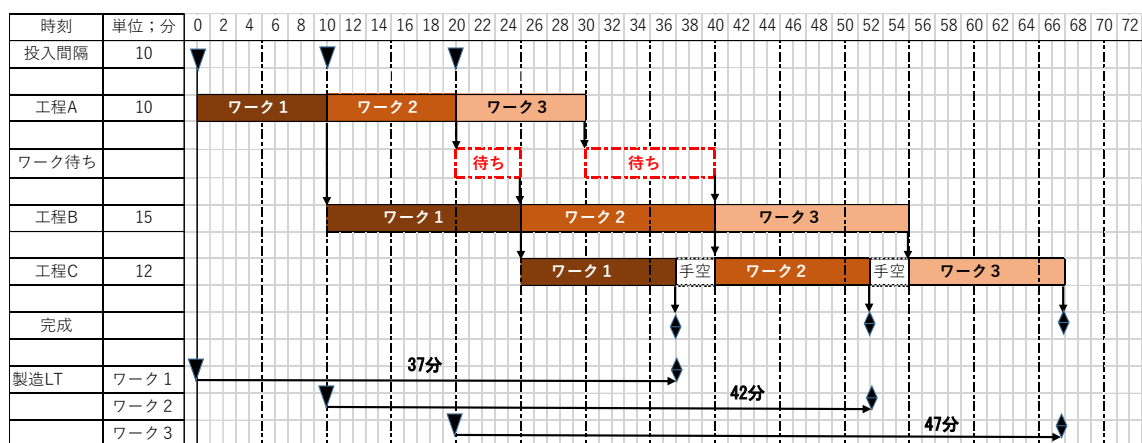 時刻 単位；分 0 2 4 6 8 10 12 14 16 18 20 22 24 26 28 30 32 34 36 38 40 42 44 46 48 50 52 54 56 58 60 62 64 66 68 70 72
投入間隔 10
工程A 10 ワーク１ ワーク２ ワーク３
ワーク待ち 待ち 待ち
工程B 15 ワーク１ ワーク２ ワーク３
工程C 12 ワーク１ 手空 ワーク２ 手空 ワーク３
完成
製造LT ワーク１ 37分
ワーク２ 42分
ワーク３ 47分